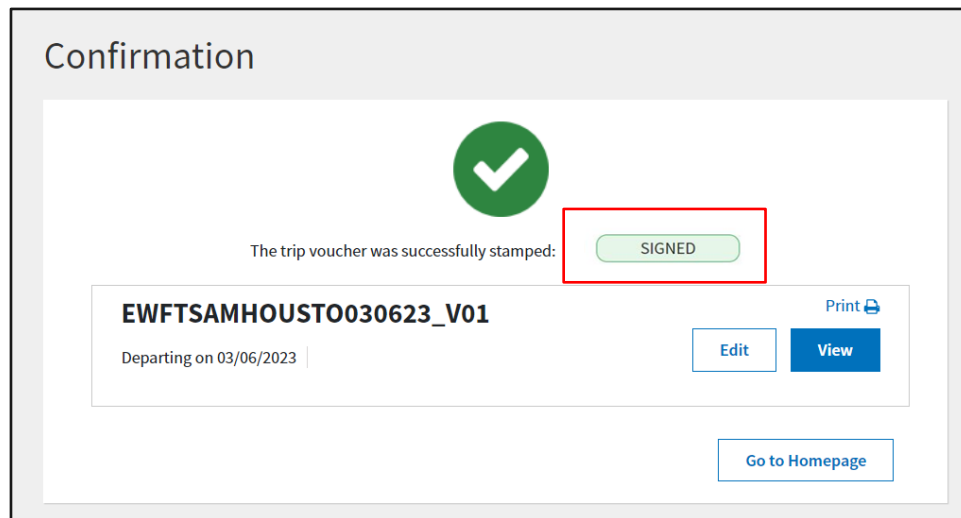 Confirmation
The trip voucher was successfully stamped: SIGNED
EWFTSAMHOUSTO030623_V01
Print
Departing on 03/06/2023
Edit View
Go to Homepage